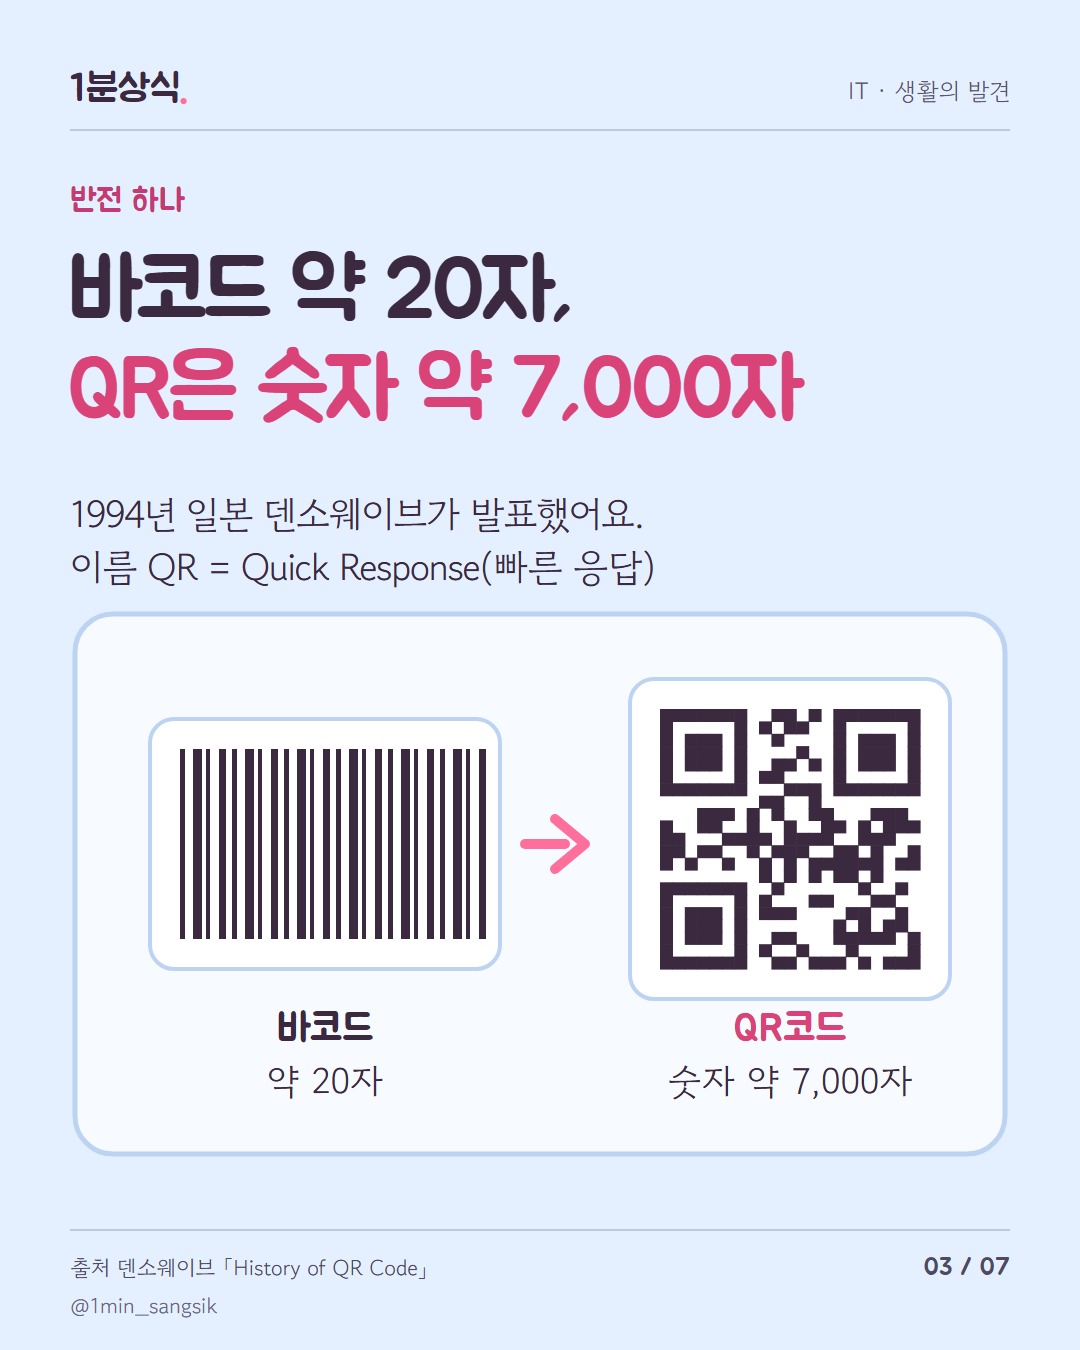 1분상식.
IT · 생활의 발견
반전 하나
바코드 약 20자,
QR은 숫자 약 7,000자
1994년 일본 덴소웨이브가 발표했어요.
이름 QR = Quick Response(빠른 응답)
바코드
약 20자
QR코드
숫자 약 7,000자
출처 덴소웨이브 「History of QR Code」
03 / 07
@1min_sangsik